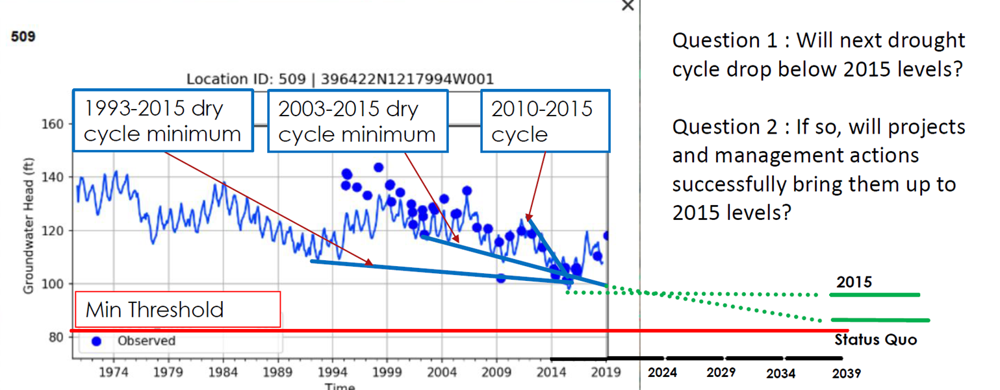 509
Location ID: 509 | 396422N1217994W001
1993-2015 dry
cycle minimum
2003-2015 dry
cycle minimum
2010-2015
cycle
Question 1 : Will next drought
cycle drop below 2015 levels?
Question 2 : If so, will projects
and management actions
successfully bring them up to
2015 levels?
Groundwater Head (ft)
160
140
120
100
80
Min Threshold
Observed
2015
Status Quo
1974 1979 1984 1989 1994 1999 2004 2009 2014 2019 2024 2029 2034 2039
Time